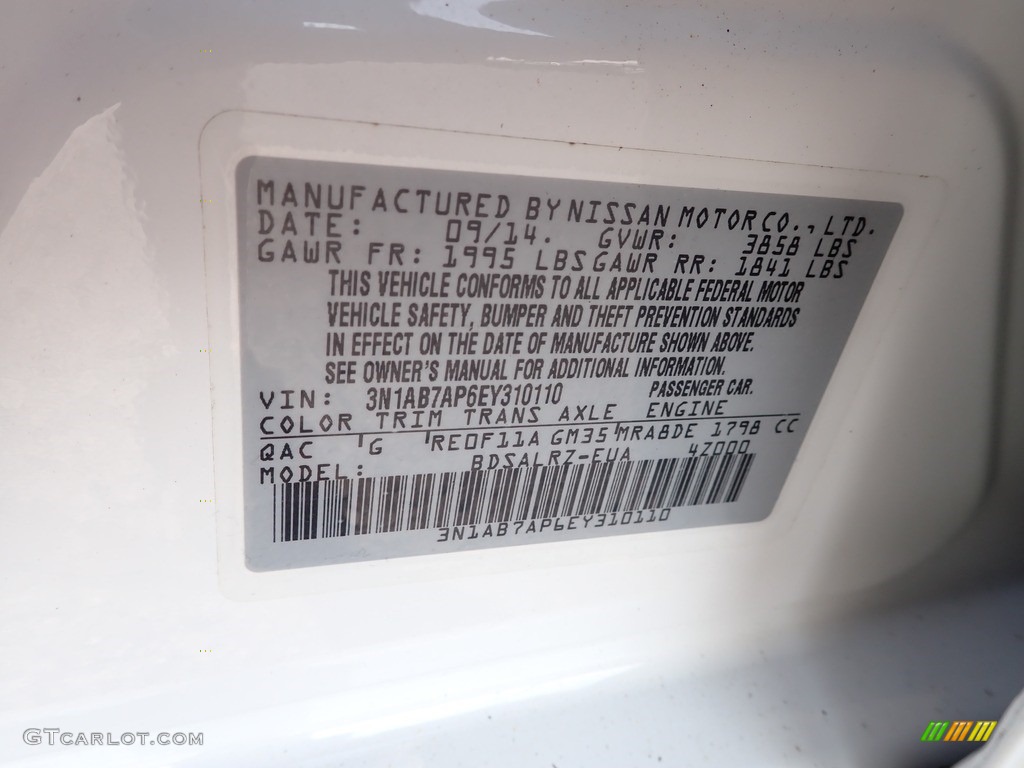 MANUFACTURED BY NISSAN MOTOR CO., LTD.
DATE: 09/14. GVWR: 3858 LBS
GAWR FR: 1995 LBS GAWR RR: 1841 LBS
THIS VEHICLE CONFORMS TO ALL APPLICABLE FEDERAL MOTOR
VEHICLE SAFETY, BUMPER AND THEFT PREVENTION STANDARDS
IN EFFECT ON THE DATE OF MANUFACTURE SHOWN ABOVE.
SEE OWNER'S MANUAL FOR ADDITIONAL INFORMATION.
VIN: 3N1AB7AP6EY310110 PASSENGER CAR.
COLOR TRIM TRANS AXLE ENGINE
QAC G RE0F11A GM35 MRA8DE 1798 CC
MODEL: BDSALRZ-EUA 4Z000
3N1AB7AP6EY310110
GTCARLOT.COM